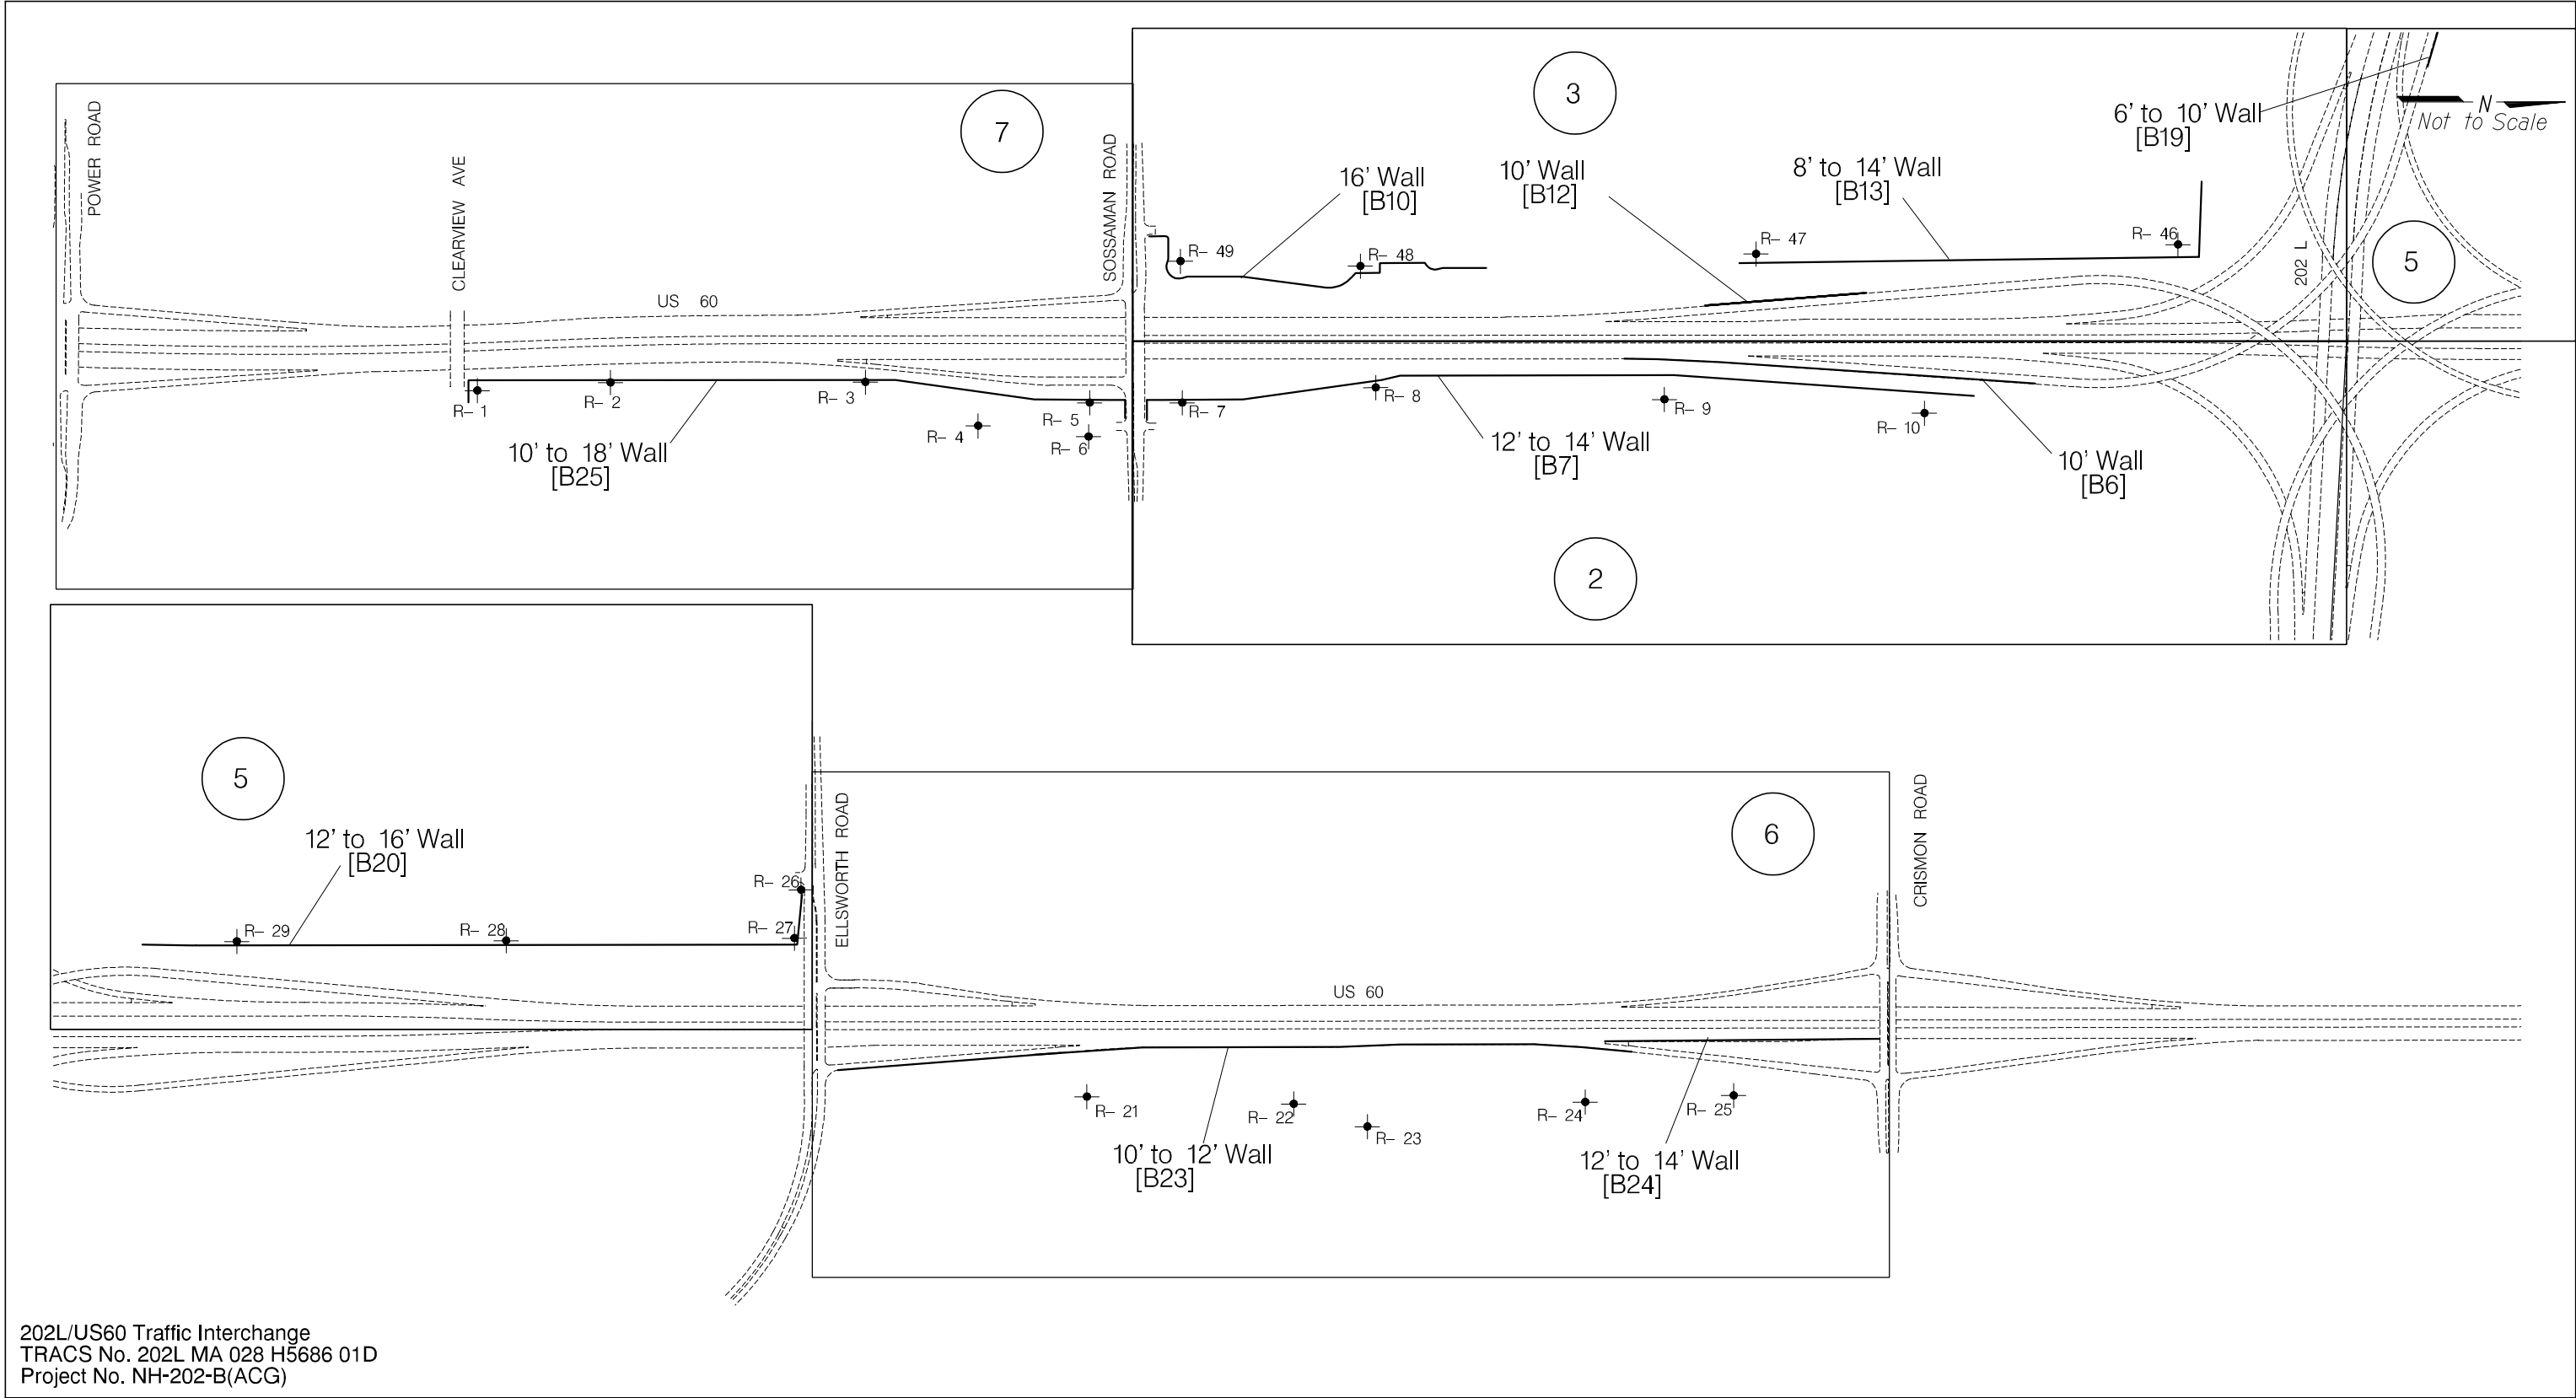 POWER ROAD
CLEARVIEW AVE
US 60
7
SOSSAMAN ROAD
R- 1
R- 2
R- 3
R- 4
R- 5
R- 6
10' to 18' Wall
[B25]
3
16' Wall
[B10]
10' Wall
[B12]
8' to 14' Wall
[B13]
6' to 10' Wall
[B19]
N
Not to Scale
R- 49
R- 48
R- 47
R- 46
202 L
5
R- 7
R- 8
R- 9
R- 10
12' to 14' Wall
[B7]
10' Wall
[B6]
2
5
12' to 16' Wall
[B20]
R- 29
R- 28
R- 27
R- 26
ELLSWORTH ROAD
6
CRISMON ROAD
US 60
R- 21
R- 22
R- 23
R- 24
R- 25
10' to 12' Wall
[B23]
12' to 14' Wall
[B24]
202L/US60 Traffic Interchange
TRACS No. 202L MA 028 H5686 01D
Project No. NH-202-B(ACG)